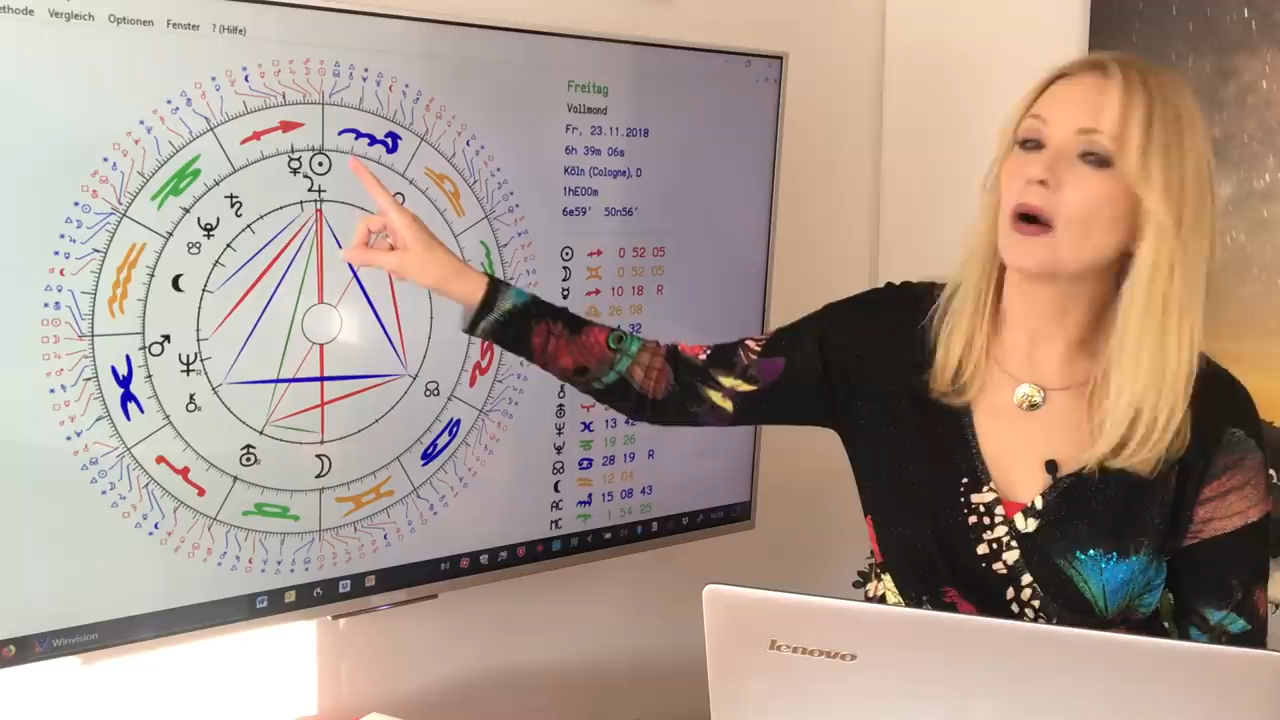 ethode Vergleich Optionen Fenster ? (Hilfe)
Freitag
Vollmond
Fr, 23.11.2018
6h 39m 06s
Köln (Cologne), D
1hE00m
6e59' 50n56'
0 52 05
0 52 05
10 18 R
26 08
32
13 42
19 26
28 19 R
12 04
AC 15 08 43
MC 1 54 25
Winvision
lenovo